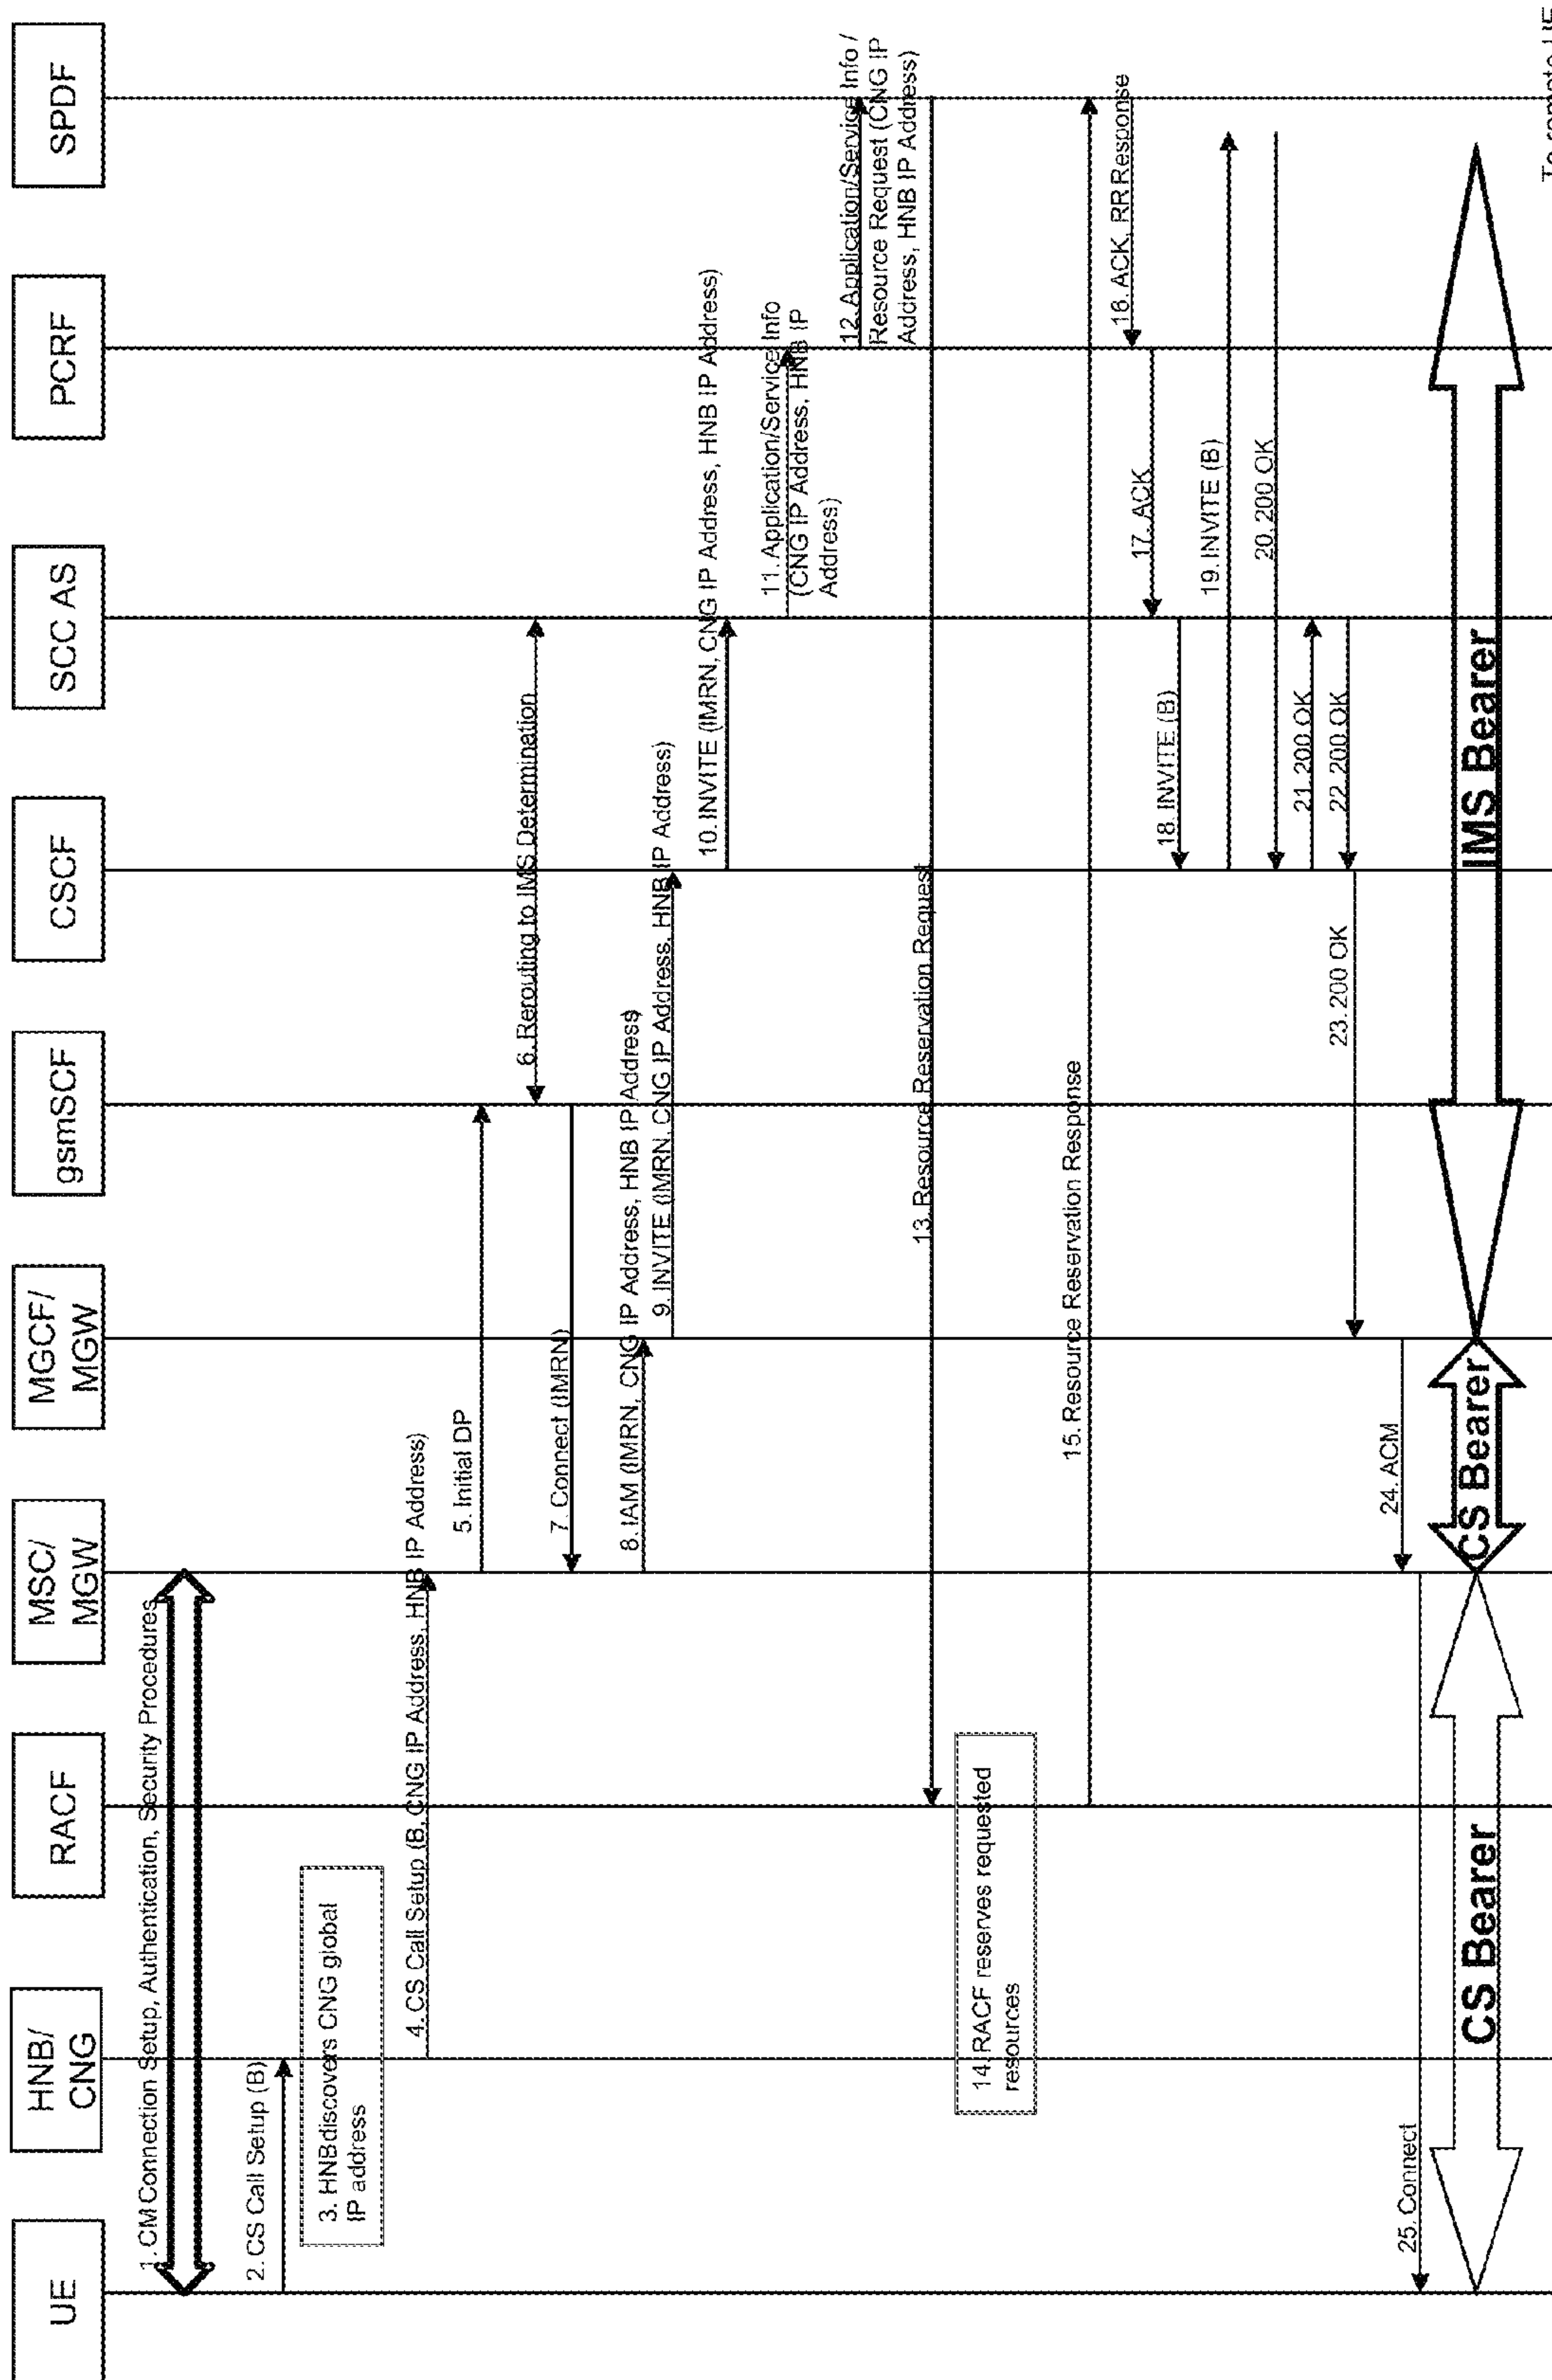 UE
HNB/
CNG
RACF
MSC/
MGW
MGCF/
MGW
gsmSCF
CSCF
SCC AS
PCRF
SPDF
1. CM Connection Setup, Authentication, Security Procedures
2. CS Call Setup (B)
3. HNB discovers CNG global
IP address
4. CS Call Setup (B, CNG IP Address, HNB IP Address)
5. Initial DP
6. Rerouting to IMS Determination
7. Connect (IMRN)
8. IAM (IMRN, CNG IP Address, HNB IP Address)
9. INVITE (IMRN, CNG IP Address, HNB IP Address)
10. INVITE (IMRN, CNG IP Address, HNB IP Address)
11. Application/Service Info
(CNG IP Address, HNB IP
Address)
12. Application/Service Info /
Resource Request (CNG IP
Address, HNB IP Address)
13. Resource Reservation Request
14. RACF reserves requested
resources
15. Resource Reservation Response
16. ACK, RR Response
17. ACK
18. INVITE (B)
19. INVITE (B)
20. 200 OK
21. 200 OK
22. 200 OK
23. 200 OK
24. ACM
25. Connect
CS Bearer
CS Bearer
IMS Bearer
To remote UE